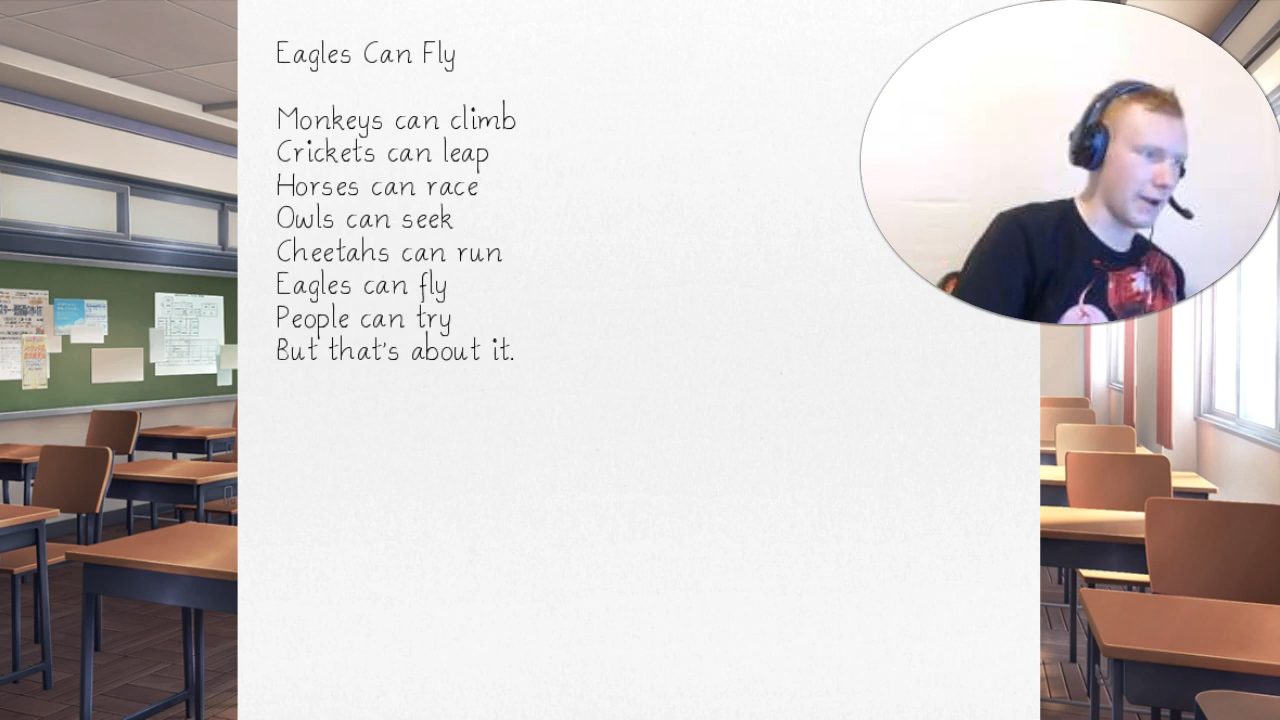 Eagles Can Fly
Monkeys can climb
Crickets can leap
Horses can race
Owls can seek
Cheetahs can run
Eagles can fly
People can try
But that's about it.